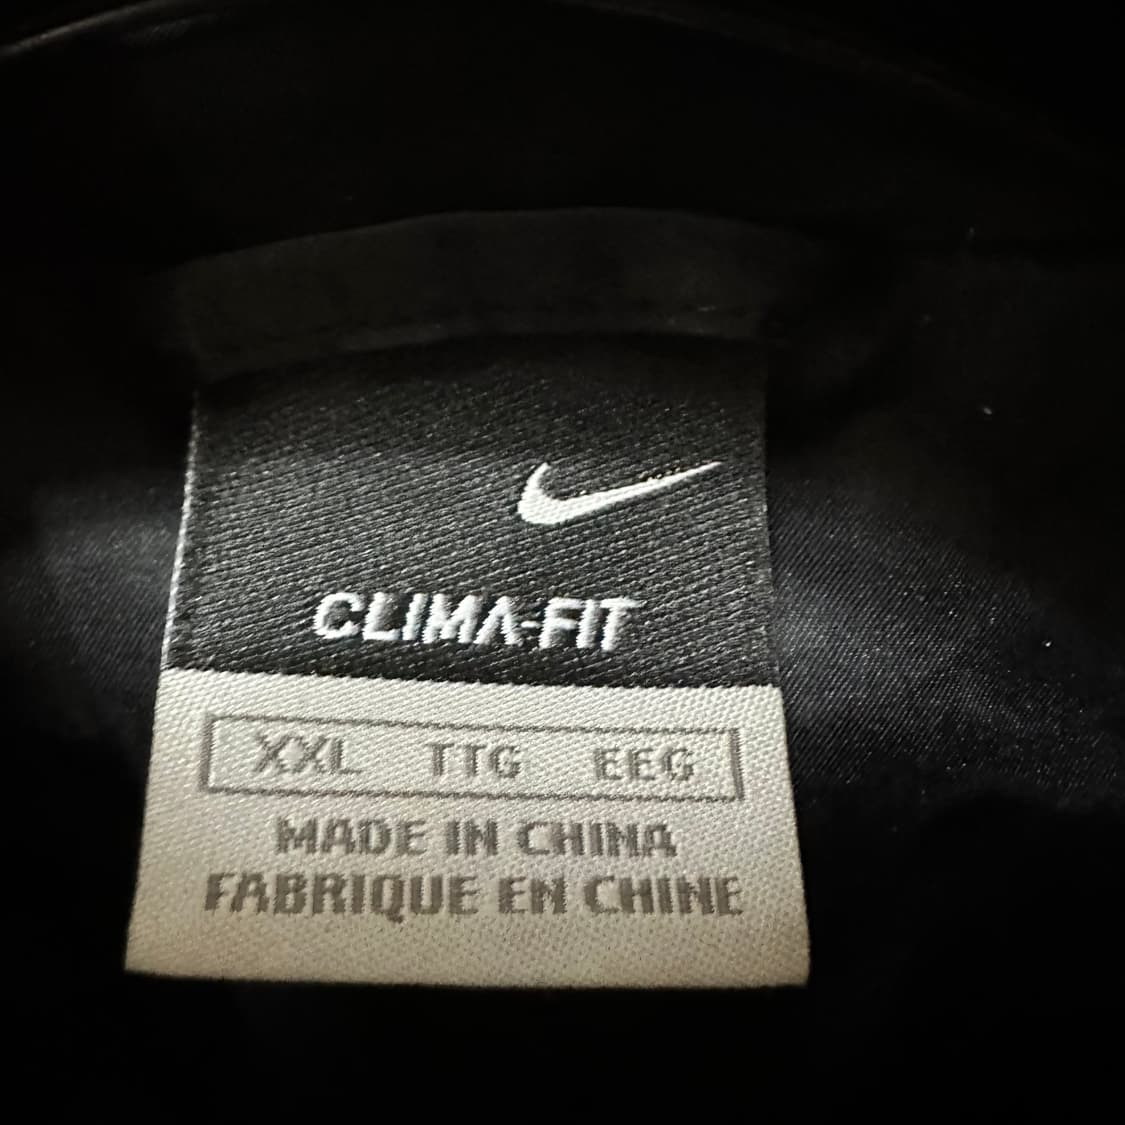 CLIMA-FIT
XXL TTG EEG
MADE IN CHINA
FABRIQUE EN CHINE